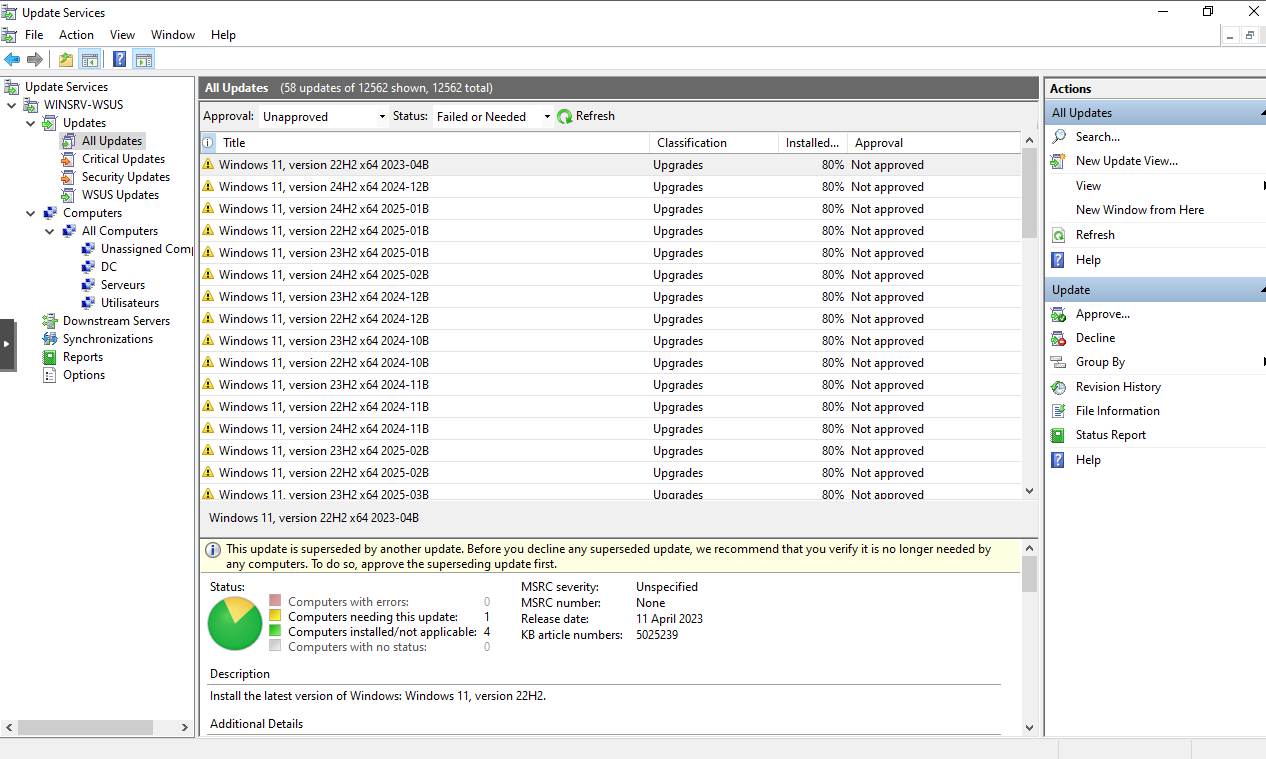 Update Services
File Action View Window Help
Update Services
WINSRV-WSUS
Updates
All Updates
Critical Updates
Security Updates
WSUS Updates
Computers
All Computers
Unassigned Comp
DC
Serveurs
Utilisateurs
Downstream Servers
Synchronizations
Reports
Options
All Updates (58 updates of 12562 shown, 12562 total)
Approval: Unapproved Status: Failed or Needed Refresh
Title Classification Installed... Approval
Windows 11, version 22H2 x64 2023-04B Upgrades 80% Not approved
Windows 11, version 24H2 x64 2024-12B Upgrades 80% Not approved
Windows 11, version 24H2 x64 2025-01B Upgrades 80% Not approved
Windows 11, version 22H2 x64 2025-01B Upgrades 80% Not approved
Windows 11, version 23H2 x64 2025-01B Upgrades 80% Not approved
Windows 11, version 24H2 x64 2025-02B Upgrades 80% Not approved
Windows 11, version 23H2 x64 2024-12B Upgrades 80% Not approved
Windows 11, version 22H2 x64 2024-12B Upgrades 80% Not approved
Windows 11, version 23H2 x64 2024-10B Upgrades 80% Not approved
Windows 11, version 22H2 x64 2024-10B Upgrades 80% Not approved
Windows 11, version 23H2 x64 2024-11B Upgrades 80% Not approved
Windows 11, version 22H2 x64 2024-11B Upgrades 80% Not approved
Windows 11, version 24H2 x64 2024-11B Upgrades 80% Not approved
Windows 11, version 23H2 x64 2025-02B Upgrades 80% Not approved
Windows 11, version 22H2 x64 2025-02B Upgrades 80% Not approved
Windows 11, version 23H2 x64 2025-03B Upgrades 80% Not approved
Windows 11, version 22H2 x64 2023-04B
This update is superseded by another update. Before you decline any superseded update, we recommend that you verify it is no longer needed by
any computers. To do so, approve the superseding update first.
Status:
Computers with errors: 0
Computers needing this update: 1
Computers installed/not applicable: 4
Computers with no status: 0
MSRC severity: Unspecified
MSRC number: None
Release date: 11 April 2023
KB article numbers: 5025239
Description
Install the latest version of Windows: Windows 11, version 22H2.
Additional Details
Actions
All Updates
Search...
New Update View...
View
New Window from Here
Refresh
Help
Update
Approve...
Decline
Group By
Revision History
File Information
Status Report
Help